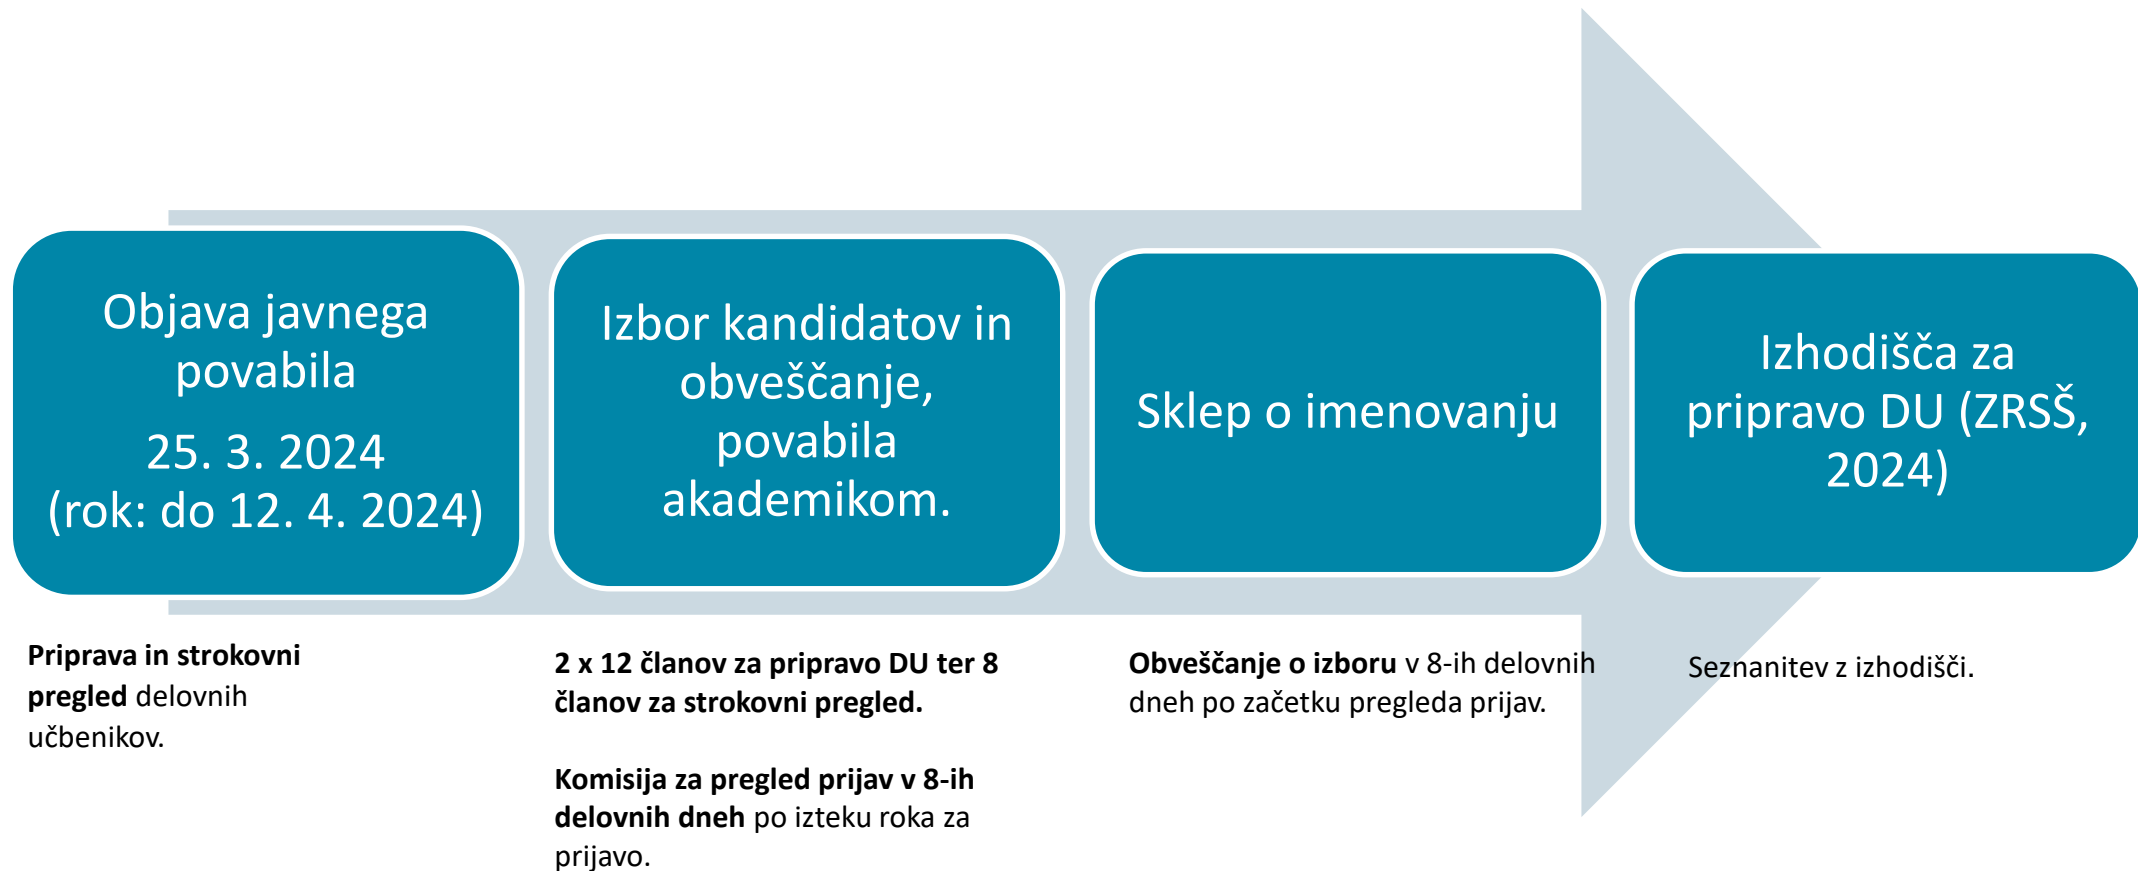 Objava javnega
povabila
25. 3. 2024
(rok: do 12. 4. 2024)
Izbor kandidatov in
obveščanje,
povabila
akademikom.
Sklep o imenovanju
Izhodišča za
pripravo DU (ZRSŠ,
2024)
Priprava in strokovni
pregled delovnih
učbenikov.
2 x 12 članov za pripravo DU ter 8
članov za strokovni pregled.
Komisija za pregled prijav v 8-ih
delovnih dneh po izteku roka za
prijavo.
Obveščanje o izboru v 8-ih delovnih
dneh po začetku pregleda prijav.
Seznanitev z izhodišči.